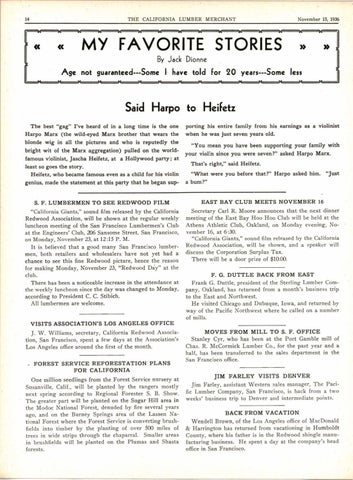 14
THE CALIFORNIA LUMBER MERCHANT
November 15, 1936
« « MY FAVORITE STORIES » »
By Jack Dionne
Age not guaranteed---Some I have told for 20 years---Some less
Said Harpo to Heifetz
The best "gag" I've heard of in a long time is the one
Harpo Marx (the wild-eyed Marx brother that wears the
blonde wig in all the pictures and who is reputedly the
bright wit of the Marx aggregation) pulled on the world-
famous violinist, Jascha Heifetz, at a Hollywood party; at
least so goes the story.
Heifetz, who became famous even as a child for his violin
genius, made the statement at this party that he began sup-
porting his entire family from his earnings as a violinist
when he was just seven years old.
"You mean you have been supporting your family with
your violin since you were seven?" asked Harpo Marx.
That's right," said Heifetz.
"What were you before that?" Harpo asked him. "Just
a bum?"
S. F. LUMBERMEN TO SEE REDWOOD FILM
"California Giants," sound film released by the California
Redwood Association, will be shown at the regular weekly
luncheon meeting of the San Francisco Lumbermen's Club
at the Engineers' Club, 206 Sansome Street, San Francisco,
on Monday, November 23, at 12:15 P. M.
It is believed that a good many San Francisco lumber-
men, both retailers and wholesalers have not yet had a
chance to see this fine Redwood picture, hence the reason
for making Monday, November 23, "Redwood Day" at the
club.
There has been a noticeable increase in the attendance at
the weekly luncheon since the day was changed to Monday,
according to President C. C. Stibich.
All lumbermen are welcome.
VISITS ASSOCIATION'S LOS ANGELES OFFICE
J. W. Williams, secretary, California Redwood Associa-
tion, San Francisco, spent a few days at the Association's
Los Angeles office around the first of the month.
FOREST SERVICE REFORESTATION PLANS
FOR CALIFORNIA
One million seedlings from the Forest Service nursery at
Susanville, Calif., will be planted by the rangers mostly
next spring according to Regional Forester S. B. Show.
The greater part will be planted on the Sugar Hill area in
the Modoc National Forest, denuded by fire several years
ago, and on the Burney Springs area of the Lassen Na-
tional Forest where the Forest Service is converting brush-
fields into timber by the planting of over 500 miles of
trees in wide strips through the chaparral. Smaller areas
in brushfields will be planted on the Plumas and Shasta
forests.
EAST BAY CLUB MEETS NOVEMBER 16
Secretary Carl R. Moore announces that the next dinner
meeting of the East Bay Hoo Hoo Club will be held at the
Athens Athletic Club, Oakland, on Monday evening, No-
vember 16, at 6:30.
"California Giants," sound film released by the California
Redwood Association, will be shown, and a speaker will
discuss the Corporation Surplus Tax.
There will be a door prize of $10.00.
F. G. DUTTLE BACK FROM EAST
Frank G. Duttle, president of the Sterling Lumber Com-
pany, Oakland, has returned from a month's business trip
to the East and Northwest.
He visited Chicago and Dubuque, Iowa, and returned by
way of the Pacific Northwest where he called on a number
of mills.
MOVES FROM MILL TO S. F. OFFICE
Stanley Cyr, who has been at the Port Gamble mill of
Chas. R. McCormick Lumber Co., for the past year and a
half, has been transferred to the sales department in the
San Francisco office.
JIM FARLEY VISITS DENVER
Jim Farley, assistant Western sales manager, The Paci-
fic Lumber Company, San Francisco, is back from a two
weeks' business trip to Denver and intermediate points.
BACK FROM VACATION
Wendell Brown, of the Los Angeles office of MacDonald
& Harrington has returned from vacationing in Humboldt
County, where his father is in the Redwood shingle manu-
facturing business. He spent a day at the company's head
office in San Francisco.